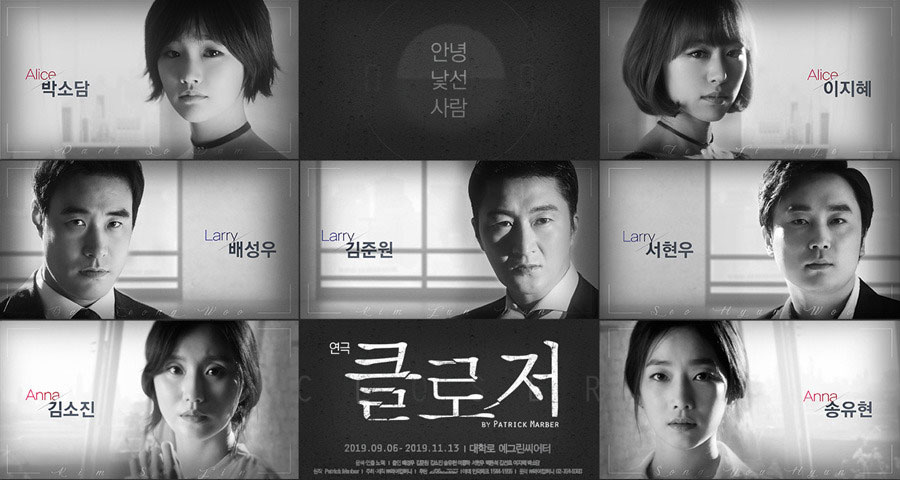 Alice
박소담
안녕
낯선
사람
Alice
이지혜
Larry
배성우
Larry
김준원
Larry
서현우
Anna
김소진
연극
클로저
BY PATRICK MARBER
2019.09.06-2019.11.13 | 대학로 에그린씨어터
Anna
송유현